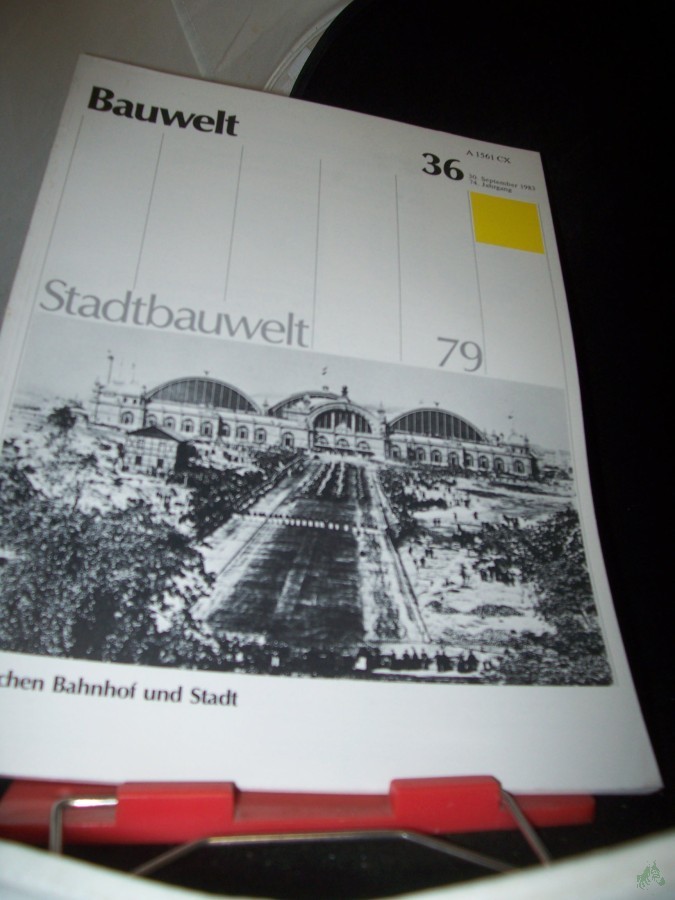 Bauwelt
A 1561 CX
36
30. September 1983
74. Jahrgang
Stadtbauwelt
79
chen Bahnhof und Stadt